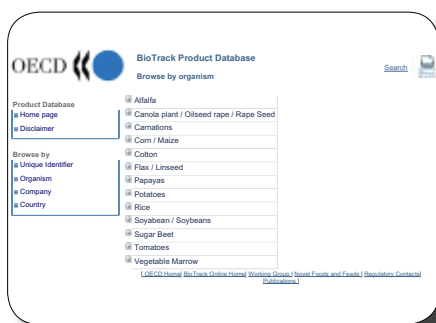 OECD
BioTrack Product Database
Browse by organism
Search
Product Database
Home page
Disclaimer
Browse by
Unique Identifier
Organism
Company
Country
Alfalfa
Canola plant / Oilseed rape / Rape Seed
Carnations
Corn / Maize
Cotton
Flax / Linseed
Papayas
Potatoes
Rice
Soyabean / Soybeans
Sugar Beet
Tomatoes
Vegetable Marrow
[ OECD Home| BioTrack Online Home| Working Group | Novel Foods and Feeds | Regulatory Contacts|
Publications ]